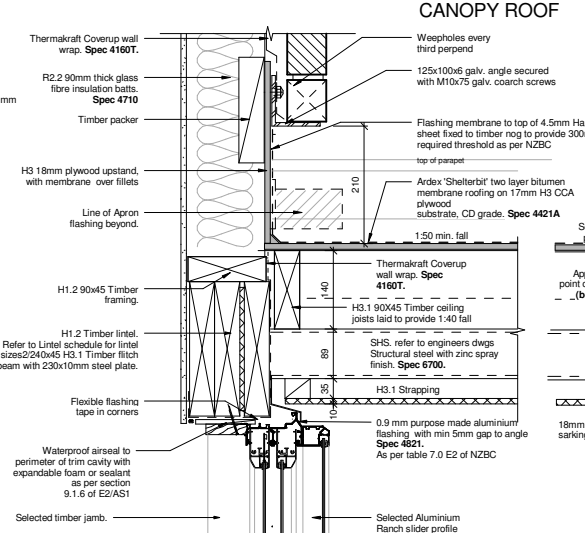 CANOPY ROOF
Thermakraft Coverup wall
wrap. Spec 4160T.
R2.2 90mm thick glass
fibre insulation batts.
Spec 4710
mm
Timber packer
H3 18mm plywood upstand,
with membrane over fillets
Line of Apron
flashing beyond.
H1.2 90x45 Timber
framing.
H1.2 Timber lintel.
Refer to Lintel schedule for lintel
sizes2/240x45 H3.1 Timber flitch
beam with 230x10mm steel plate.
Flexible flashing
tape in corners
Waterproof airseal to
perimeter of trim cavity with
expandable foam or sealant
as per section
9.1.6 of E2/AS1
Selected timber jamb.
Weepholes every
third perpend
125x100x6 galv. angle secured
with M10x75 galv. coarch screws
Flashing membrane to top of 4.5mm Ha
sheet fixed to timber nog to provide 300
required threshold as per NZBC
top of parapet
Ardex 'Shelterbit' two layer bitumen
membrane roofing on 17mm H3 CCA
plywood
substrate, CD grade. Spec 4421A
210
1:50 min. fall
Thermakraft Coverup
wall wrap. Spec
4160T.
140
H3.1 90X45 Timber ceiling
joists laid to provide 1:40 fall
89
SHS. refer to engineers dwgs
Structural steel with zinc spray
finish. Spec 6700.
35
H3.1 Strapping
10
0.9 mm purpose made aluminium
flashing with min 5mm gap to angle
Spec 4821.
As per table 7.0 E2 of NZBC
Selected Aluminium
Ranch slider profile
S
App
point o
(b
18mm
sarking